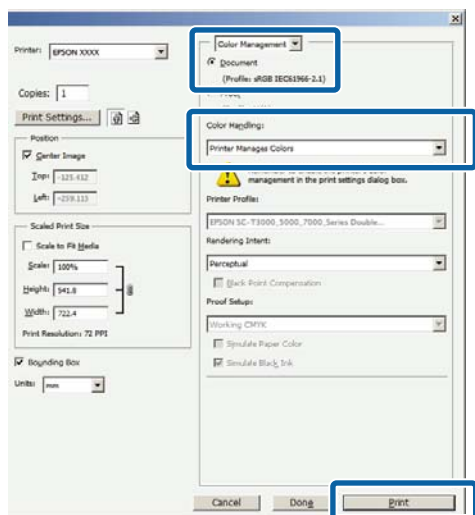 Printer: EPSON XXXX
Copies: 1
Print Settings...
Position
Center Image
Top: -125.432
Left: -259.113
Scaled Print Size
Scale to Fit Media
Scale: 100%
Height: 541.8
Width: 722.4
Print Resolution: 72 PPI
Bounding Box
Units: mm
Color Management
Document
(Profile: sRGB IEC61966-2.1)
Color Handling:
Printer Manages Colors
management in the print settings dialog box.
Printer Profile:
EPSON SC-T3000_5000_7000_Series Double...
Rendering Intent:
Perceptual
Black Point Compensation
Proof Setup:
Working CMYK
Simulate Paper Color
Simulate Black Ink
Cancel
Done
Print